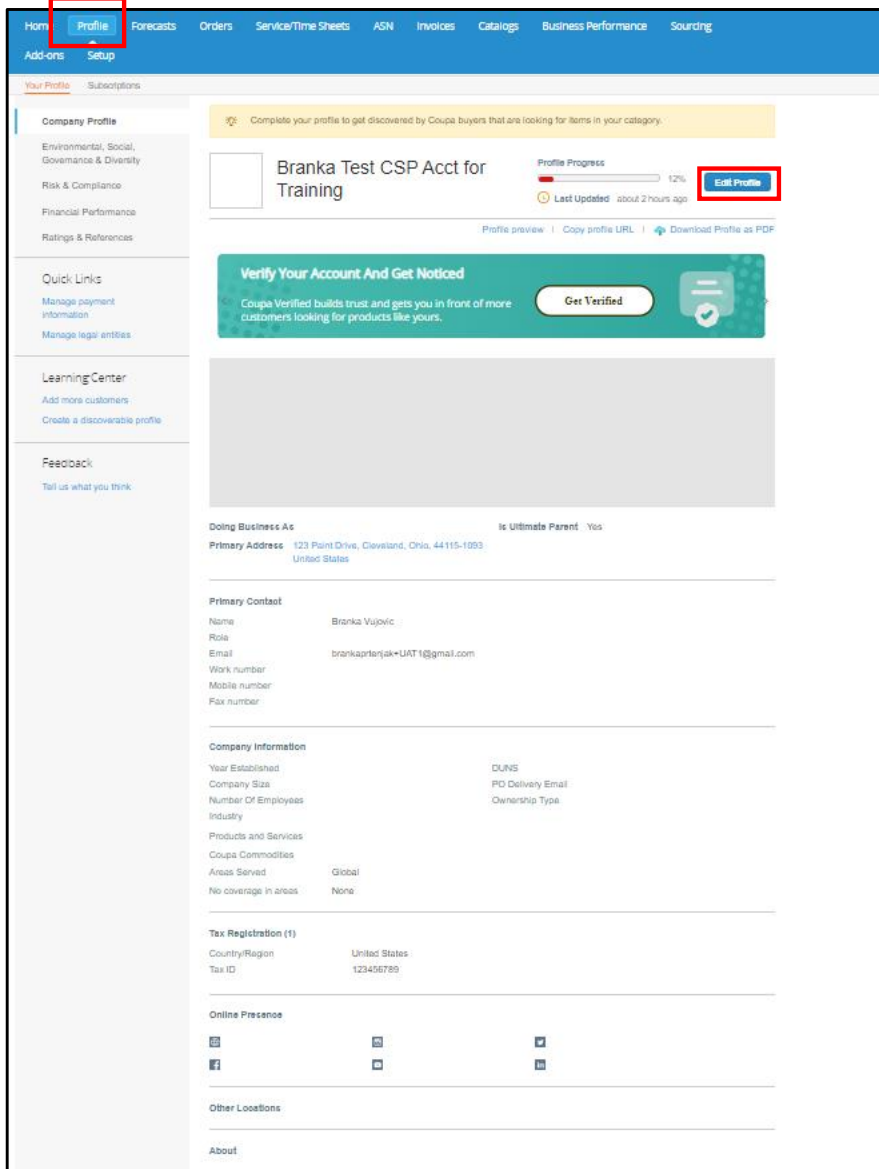 Home Profile Forecasts Orders Service/Time Sheets ASN Invoices Catalogs Business Performance Sourcing
Add-ons Setup
Your Profile Subscriptions
Company Profile
Environmental, Social,
Governance & Diversity
Risk & Compliance
Financial Performance
Ratings & References
Quick Links
Manage payment
information
Manage legal entities
Learning Center
Add more customers
Create a discoverable profile
Feedback
Tell us what you think
Complete your profile to get discovered by Coupa buyers that are looking for items in your category.
Branka Test CSP Acct for
Training
Profile Progress
12%
Last Updated about 2 hours ago
Edit Profile
Profile preview | Copy profile URL | Download Profile as PDF
Verify Your Account And Get Noticed
Coupa Verified builds trust and gets you in front of more
customers looking for products like yours.
Get Verified
Doing Business As
Is Ultimate Parent Yes
Primary Address 123 Paint Drive, Cleveland, Ohio, 44115-1093
United States
Primary Contact
Name Branka Vujovic
Role
Email brankaprtenjak+UAT1@gmail.com
Work number
Mobile number
Fax number
Company Information
Year Established DUNS
Company Size PO Delivery Email
Number Of Employees Ownership Type
Industry
Products and Services
Coupa Commodities
Areas Served Global
No coverage in areas None
Tax Registration (1)
Country/Region United States
Tax ID 123456789
Online Presence
Other Locations
About